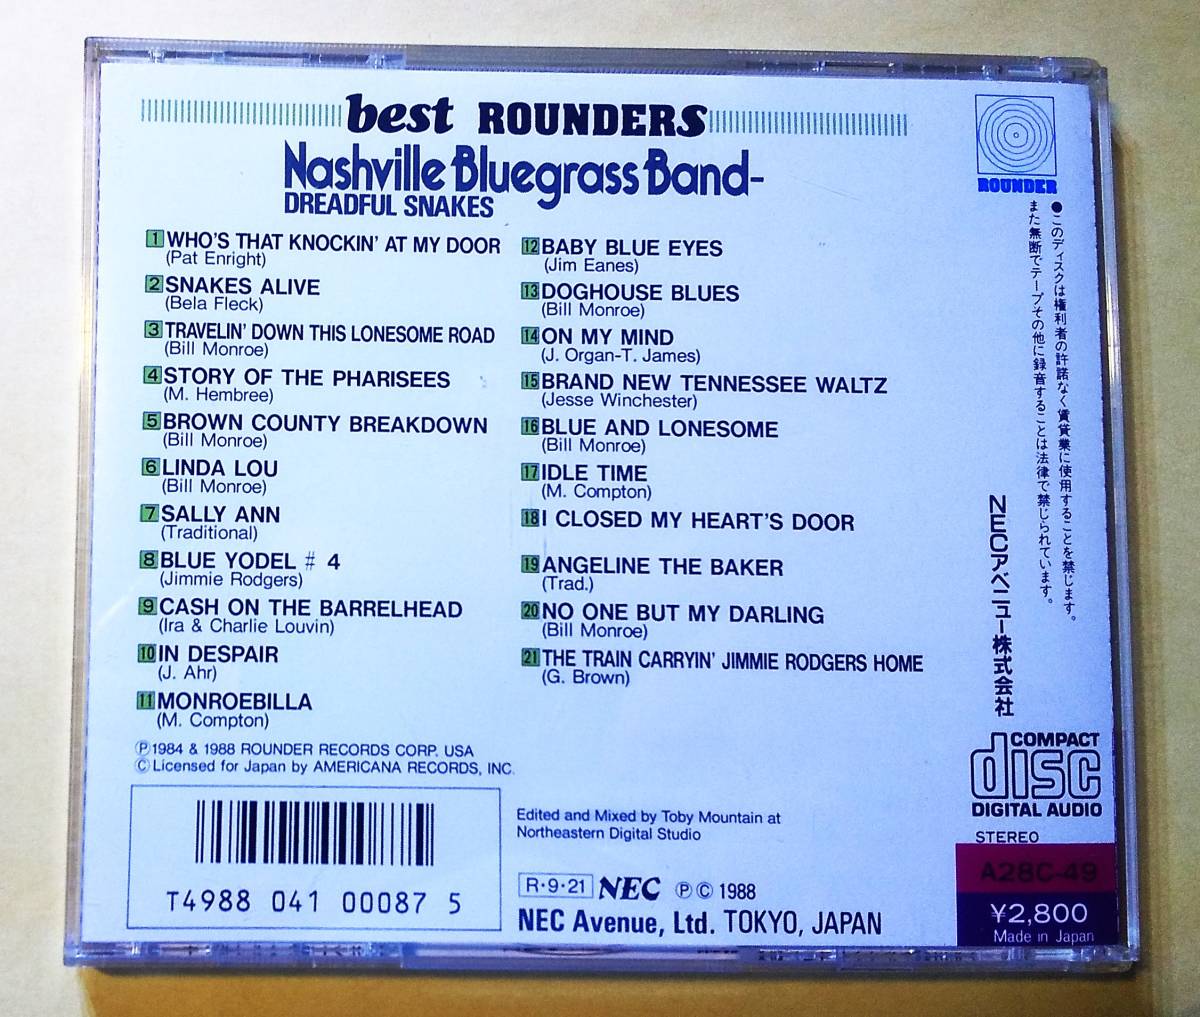 best ROUNDERS
Nashville Bluegrass Band-
DREADFUL SNAKES
1 WHO'S THAT KNOCKIN' AT MY DOOR
(Pat Enright)
2 SNAKES ALIVE
(Bela Fleck)
3 TRAVELIN' DOWN THIS LONESOME ROAD
(Bill Monroe)
4 STORY OF THE PHARISEES
(M. Hembree)
5 BROWN COUNTY BREAKDOWN
(Bill Monroe)
6 LINDA LOU
(Bill Monroe)
7 SALLY ANN
(Traditional)
8 BLUE YODEL # 4
(Jimmie Rodgers)
9 CASH ON THE BARRELHEAD
(Ira & Charlie Louvin)
10 IN DESPAIR
(J. Ahr)
11 MONROEBILLA
(M. Compton)
12 BABY BLUE EYES
(Jim Eanes)
13 DOGHOUSE BLUES
(Bill Monroe)
14 ON MY MIND
(J. Organ-T. James)
15 BRAND NEW TENNESSEE WALTZ
(Jesse Winchester)
16 BLUE AND LONESOME
(Bill Monroe)
17 IDLE TIME
(M. Compton)
18 I CLOSED MY HEART'S DOOR
19 ANGELINE THE BAKER
(Trad.)
20 NO ONE BUT MY DARLING
(Bill Monroe)
21 THE TRAIN CARRYIN' JIMMIE RODGERS HOME
(G. Brown)
Ⓟ1984 & 1988 ROUNDER RECORDS CORP. USA
©Licensed for Japan by AMERICANA RECORDS, INC.
T4988 041 00087 5
Edited and Mixed by Toby Mountain at
Northeastern Digital Studio
R・9・21 NEC Ⓟ© 1988
NEC Avenue, Ltd. TOKYO, JAPAN
ROUNDER
●このディスクは権利者の許諾なく賃貸業に使用することを禁じます。
また無断でテープその他に録音することは法律で禁じられています。
NECアベニュー株式会社
COMPACT
disc
DIGITAL AUDIO
STEREO
A28C-49
¥2,800
Made in Japan